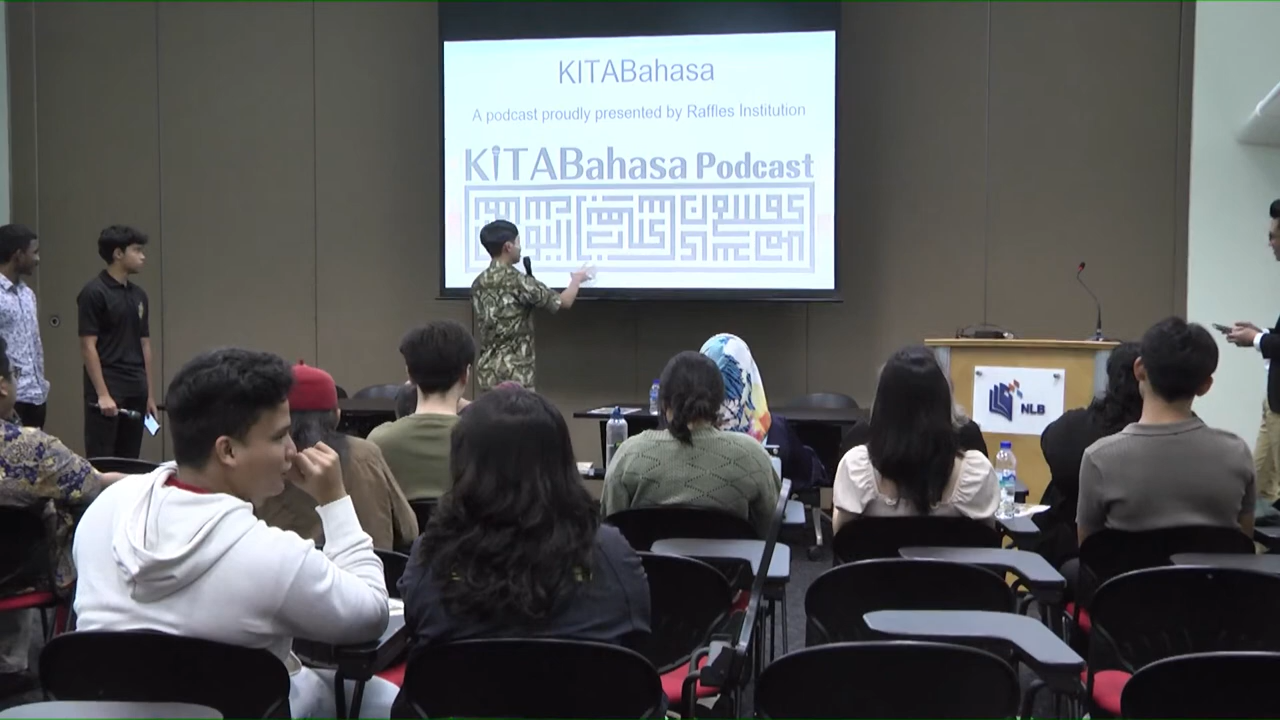 KITABahasa
A podcast proudly presented by Raffles Institution
KITABahasa Podcast
NLB